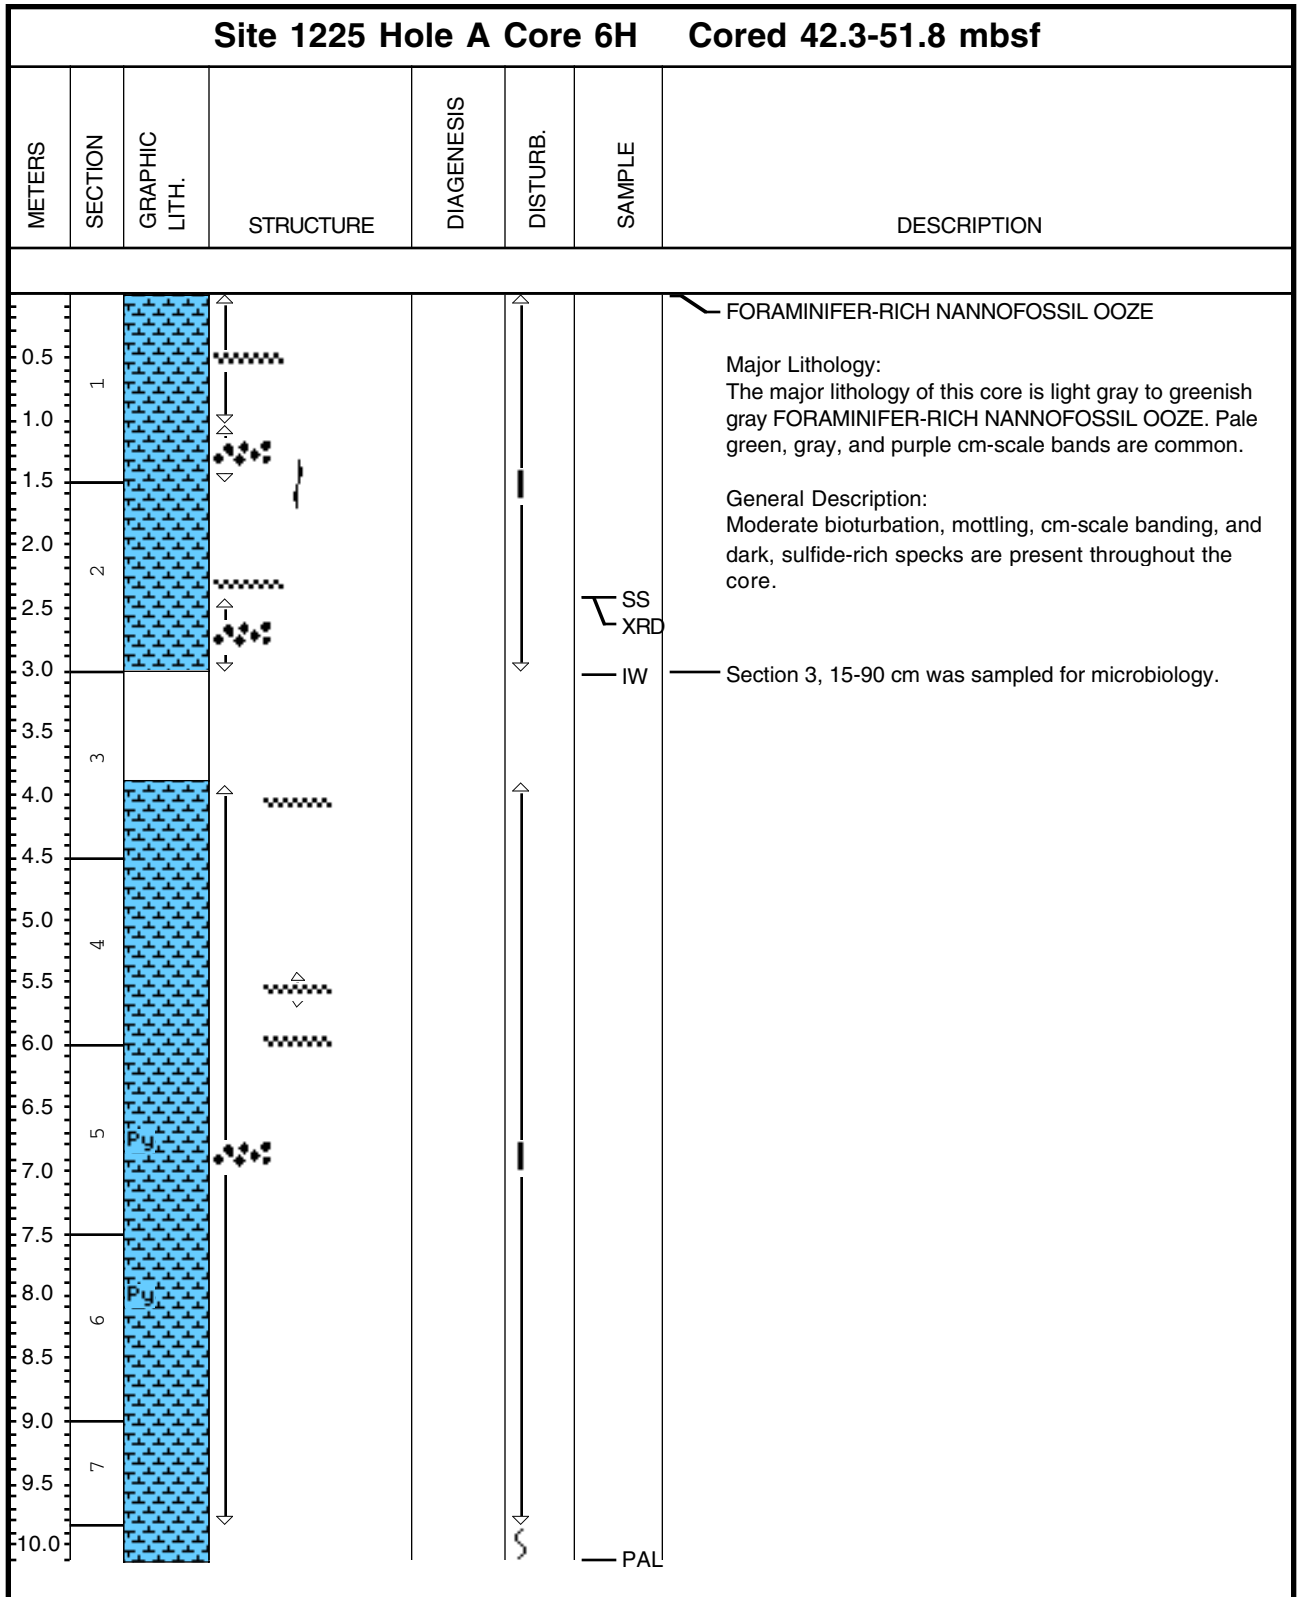 Site 1225 Hole A Core 6H Cored 42.3-51.8 mbsf
METERS
SECTION
GRAPHIC
LITH.
STRUCTURE
DIAGENESIS
DISTURB.
SAMPLE
DESCRIPTION
FORAMINIFER-RICH NANNOFOSSIL OOZE
0.5
Major Lithology:
1
The major lithology of this core is light gray to greenish
1.0
gray FORAMINIFER-RICH NANNOFOSSIL OOZE. Pale
green, gray, and purple cm-scale bands are common.
1.5
General Description:
Moderate bioturbation, mottling, cm-scale banding, and
2.0
dark, sulfide-rich specks are present throughout the
2
core.
2.5
SS
XRD
3.0
IW
Section 3, 15-90 cm was sampled for microbiology.
3.5
3
4.0
4.5
5.0
4
5.5
6.0
6.5
5
Py
7.0
7.5
8.0
Py
6
8.5
9.0
7
9.5
10.0
PAL